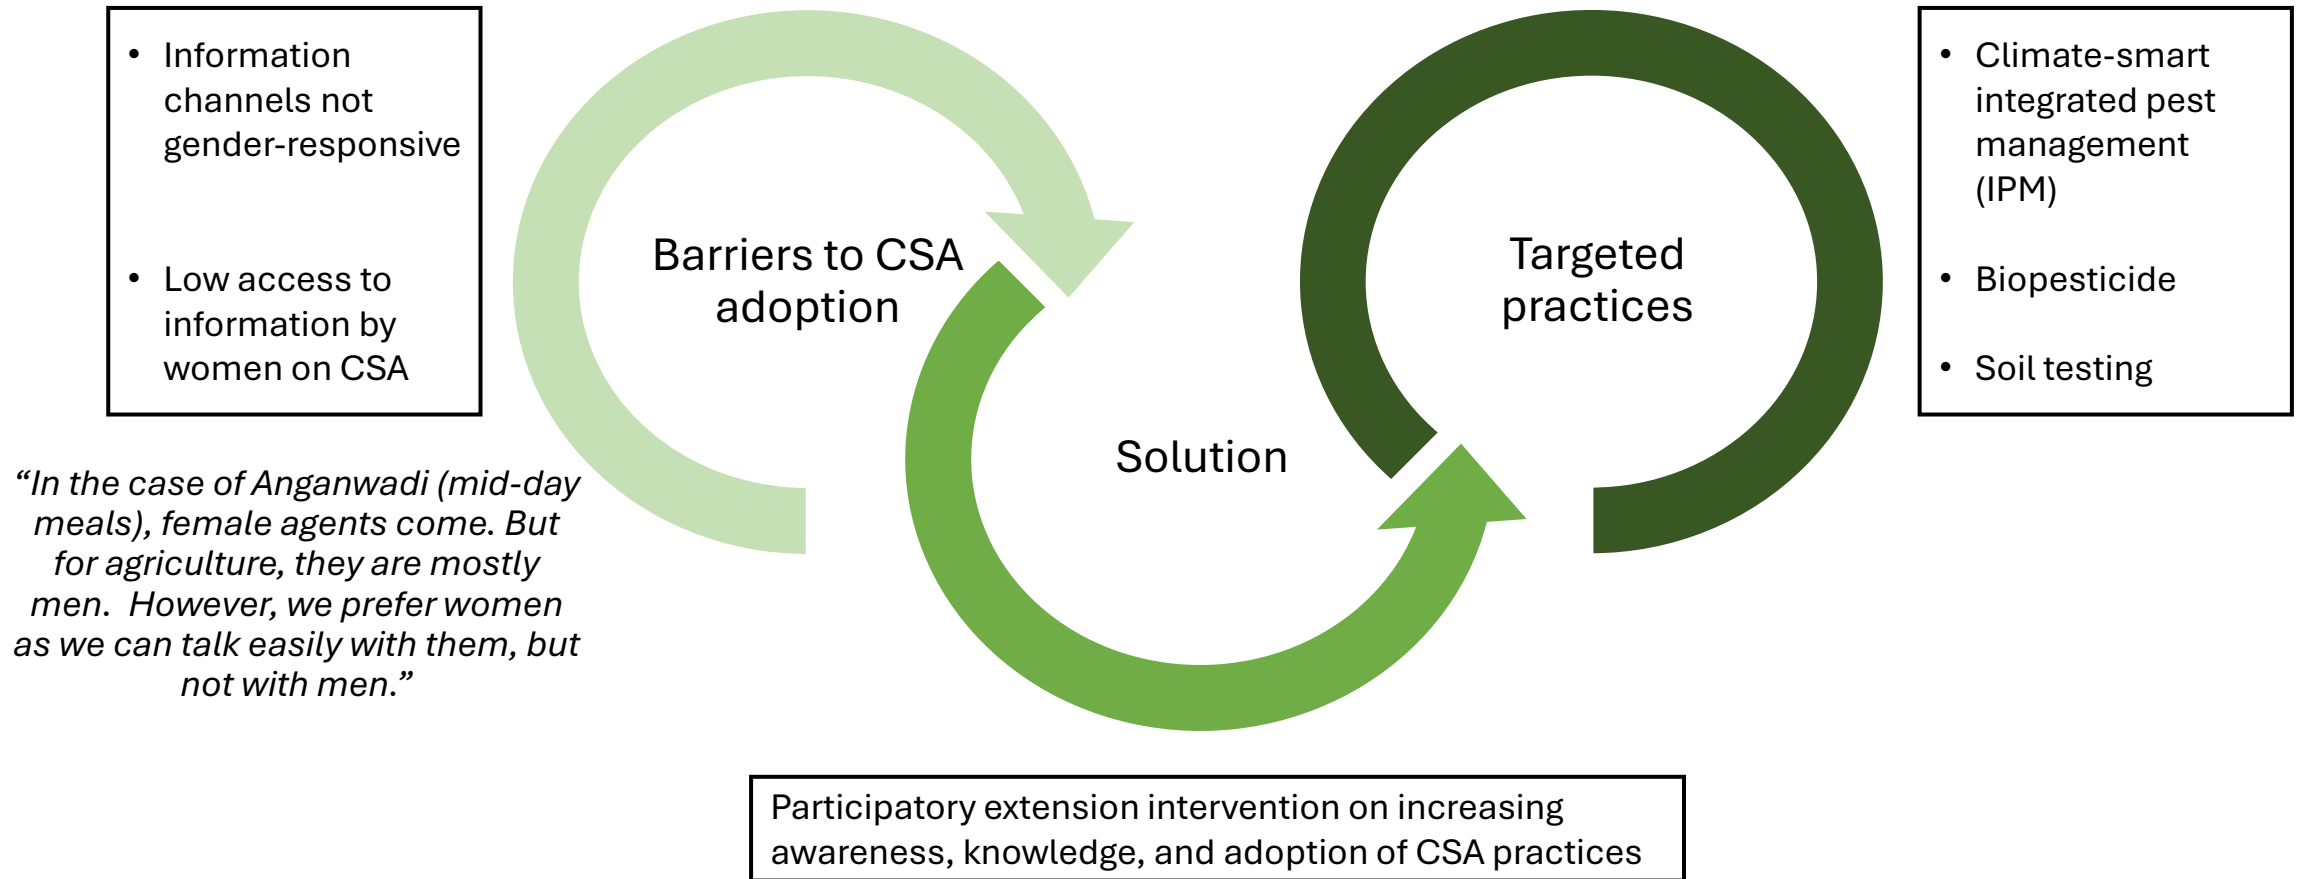 • Information
channels not
gender-responsive
• Low access to
information by
women on CSA
“In the case of Anganwadi (mid-day
meals), female agents come. But
for agriculture, they are mostly
men.  However, we prefer women
as we can talk easily with them, but
not with men.”
Barriers to CSA
adoption
Solution
Participatory extension intervention on increasing
awareness, knowledge, and adoption of CSA practices
Targeted
practices
• Climate-smart
integrated pest
management
(IPM)
• Biopesticide
• Soil testing